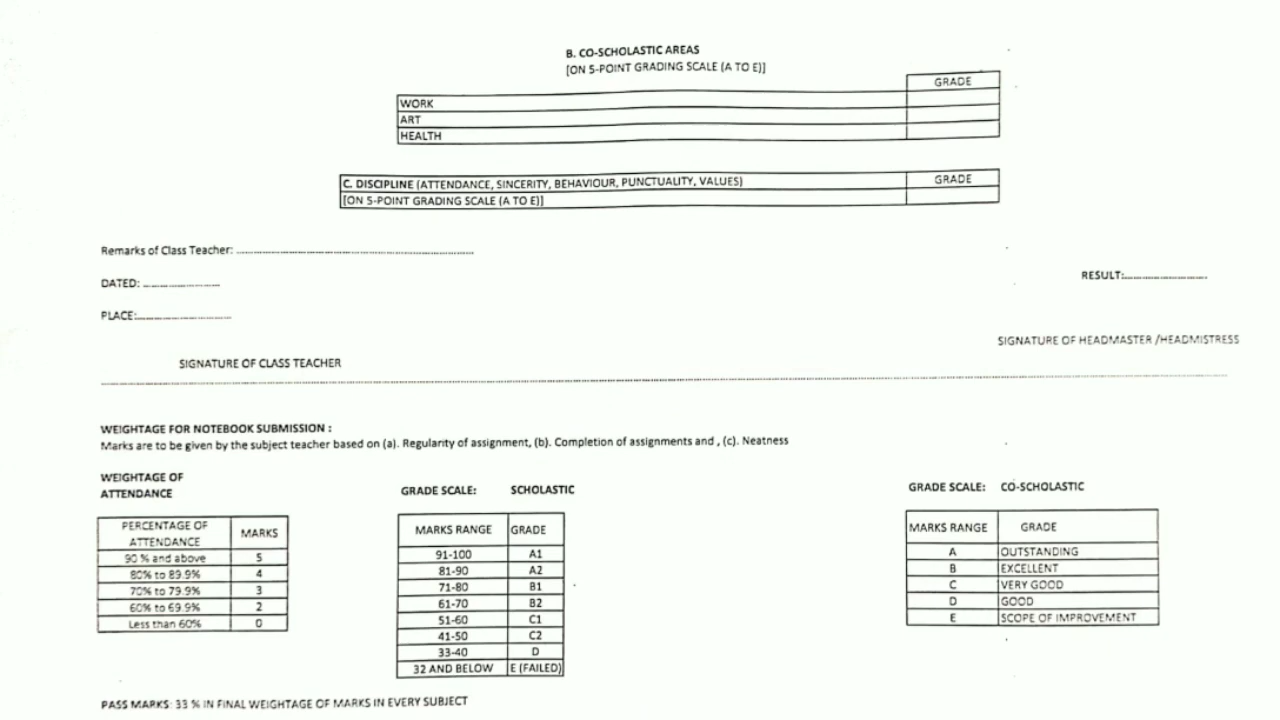 B. CO-SCHOLASTIC AREAS
[ON 5-POINT GRADING SCALE (A TO E)]
GRADE
WORK
ART
HEALTH
C. DISCIPLINE (ATTENDANCE, SINCERITY, BEHAVIOUR, PUNCTUALITY, VALUES) GRADE
[ON 5-POINT GRADING SCALE (A TO E)]
Remarks of Class Teacher: ................................................
DATED: ....................
RESULT:......................
PLACE:.........................
SIGNATURE OF HEADMASTER /HEADMISTRESS
SIGNATURE OF CLASS TEACHER
WEIGHTAGE FOR NOTEBOOK SUBMISSION :
Marks are to be given by the subject teacher based on (a). Regularity of assignment, (b). Completion of assignments and , (c). Neatness
WEIGHTAGE OF
ATTENDANCE
PERCENTAGE OF ATTENDANCE MARKS
90 % and above 5
80% to 89.9% 4
70% to 79.9% 3
60% to 69.9% 2
Less than 60% 0
GRADE SCALE: SCHOLASTIC
MARKS RANGE GRADE
91-100 A1
81-90 A2
71-80 B1
61-70 B2
51-60 C1
41-50 C2
33-40 D
32 AND BELOW E (FAILED)
GRADE SCALE: CO-SCHOLASTIC
MARKS RANGE GRADE
A OUTSTANDING
B EXCELLENT
C VERY GOOD
D GOOD
E SCOPE OF IMPROVEMENT
PASS MARKS: 33 % IN FINAL WEIGHTAGE OF MARKS IN EVERY SUBJECT